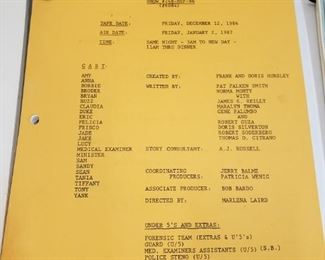 (FINAL)
TAPE DATE: FRIDAY, DECEMBER 12, 1986
AIR DATE: FRIDAY, JANUARY 2, 1987
TIME: SAME NIGHT - 3AM TO NEW DAY -
11AM THRU DINNER
CAST
AMY CREATED BY: FRANK AND DORIS HURSLEY
ANNA
BOBBIE WRITTEN BY: PAT FALKEN SMITH
BRODES NORMA MONTY
BRYAN WITH
BUZZ JAMES E. REILLY
CLAUDIA MARALYN THOMA
DUKE GENE PALUMBO
ERIC AND
FELICIA ROBERT GUZA
FRISCO DORIS SILVERTON
JADE ROBERT SODERBERG
JAKE THOMAS G. CITRANO
LUCY
MEDICAL EXAMINER STORY CONSULTANT: A.J. RUSSELL
MINISTER
SAM
SANDY
SEAN COORDINATING JERRY BALME
TANIA PRODUCERS: PATRICIA WENIG
TIFFANY
TONY ASSOCIATE PRODUCER: BOB BARDO
YANK
DIRECTED BY: MARLENA LAIRD
UNDER 5'S AND EXTRAS:
FORENSIC TEAM (EXTRAS & U'5's)
GUARD (U/5)
MED. EXAMINERS ASSISTANTS (U/5) (S.B.)
POLICE STENO (U/5)